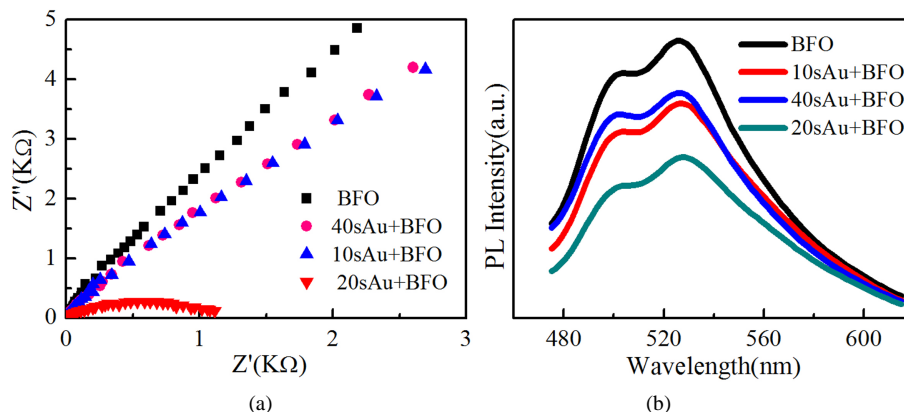 (a)
5
4
3
2
1
0
Z''(KΩ)
BFO
40sAu+BFO
10sAu+BFO
20sAu+BFO
0 1 2 3
Z'(KΩ)
(a)
(b)
BFO
10sAu+BFO
40sAu+BFO
20sAu+BFO
PL Intensity(a.u.)
480 520 560 600
Wavelength(nm)
(b)